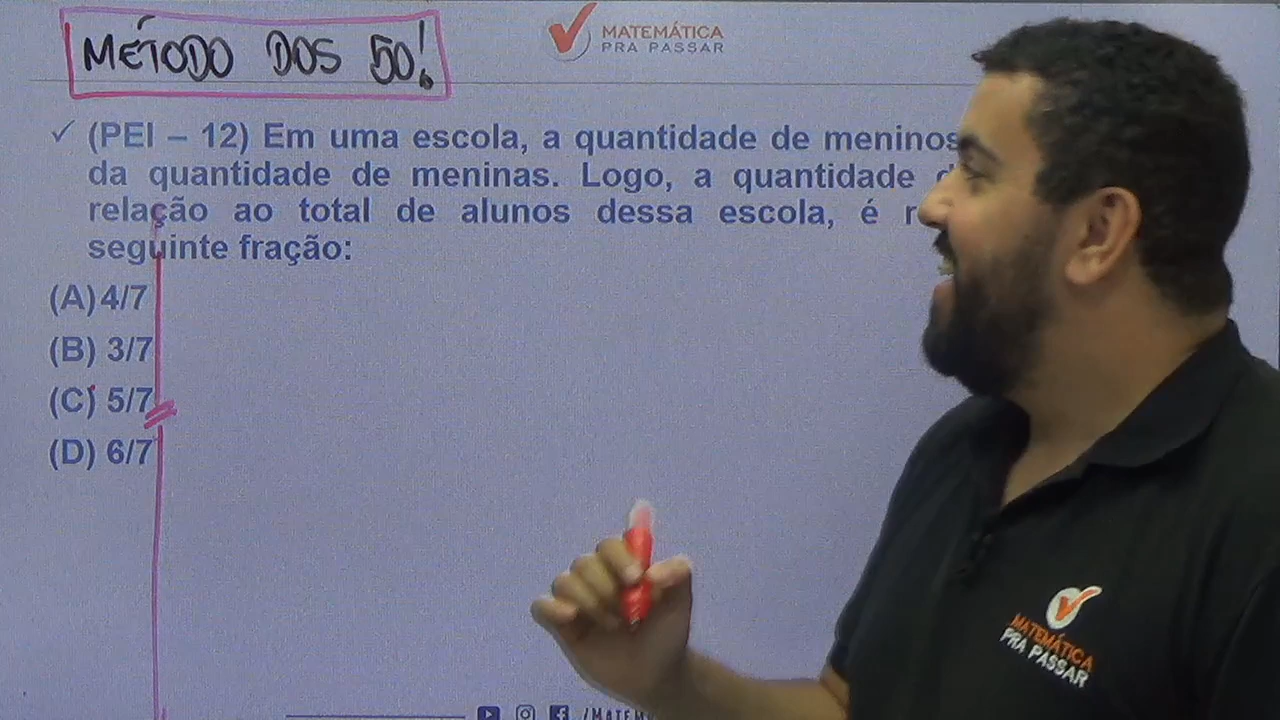 MÉTODO DOS 50!
MATEMÁTICA
PRA PASSAR
✓ (PEI – 12) Em uma escola, a quantidade de meninos
da quantidade de meninas. Logo, a quantidade
relação ao total de alunos dessa escola, é
seguinte fração:
(A) 4/7
(B) 3/7
(C) 5/7
(D) 6/7
MATEMÁTICA
PRA PASSAR